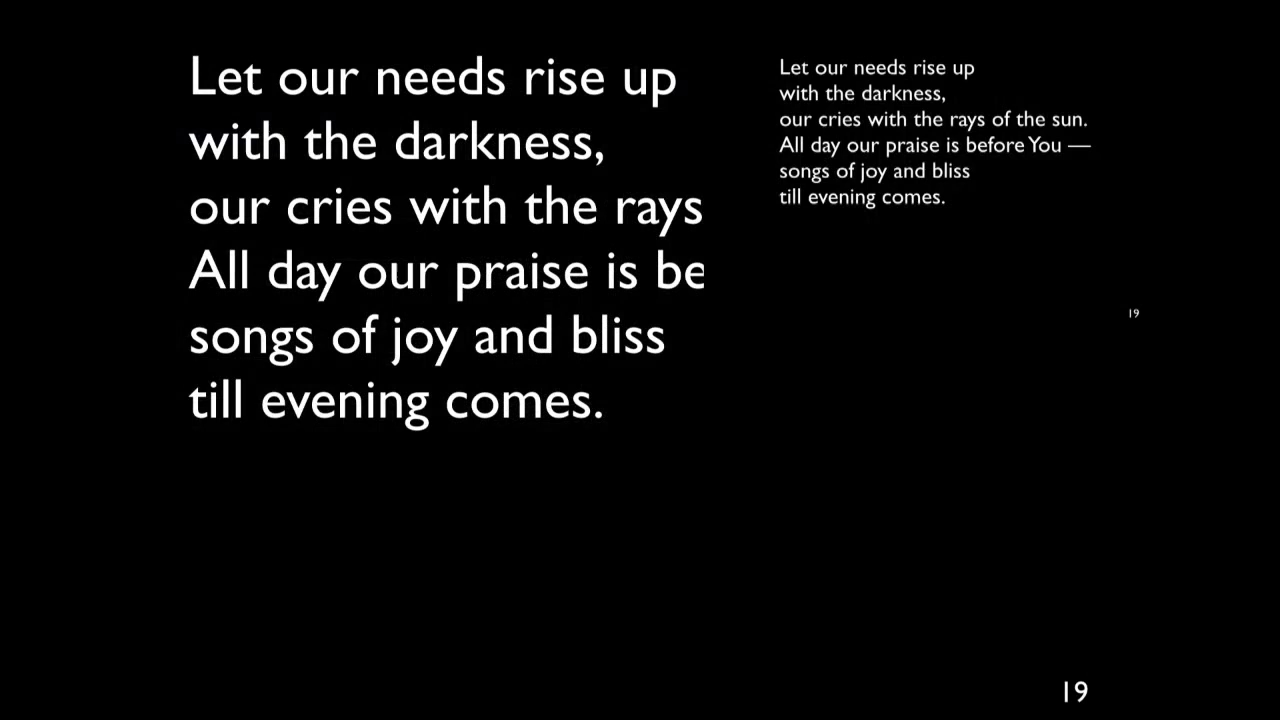 Let our needs rise up
with the darkness,
our cries with the rays
All day our praise is be
songs of joy and bliss
till evening comes.
Let our needs rise up
with the darkness,
our cries with the rays of the sun.
All day our praise is before You —
songs of joy and bliss
till evening comes.
19
19